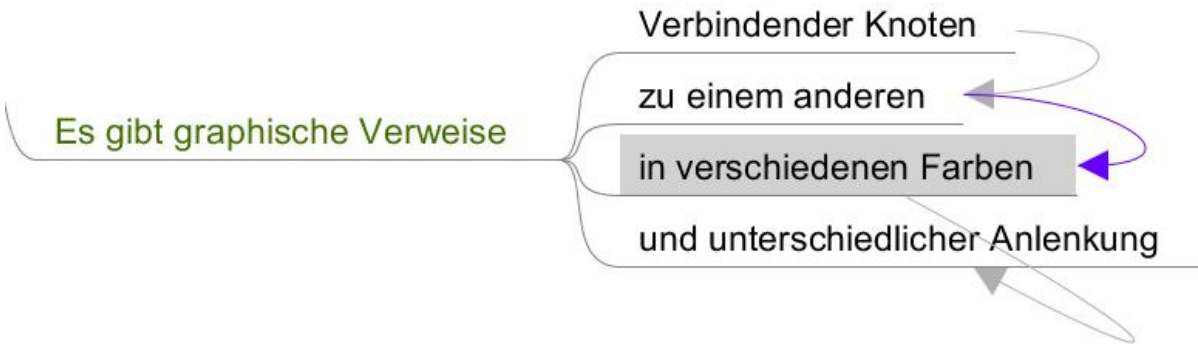 Es gibt graphische Verweise
Verbindender Knoten
zu einem anderen
in verschiedenen Farben
und unterschiedlicher Anlenkung